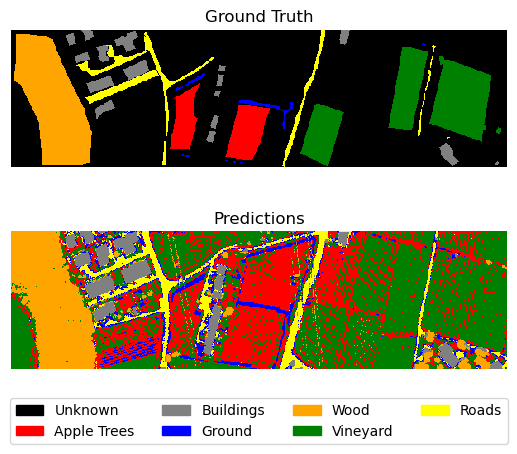 Ground Truth
Predictions
Unknown Buildings Wood Roads
Apple Trees Ground Vineyard